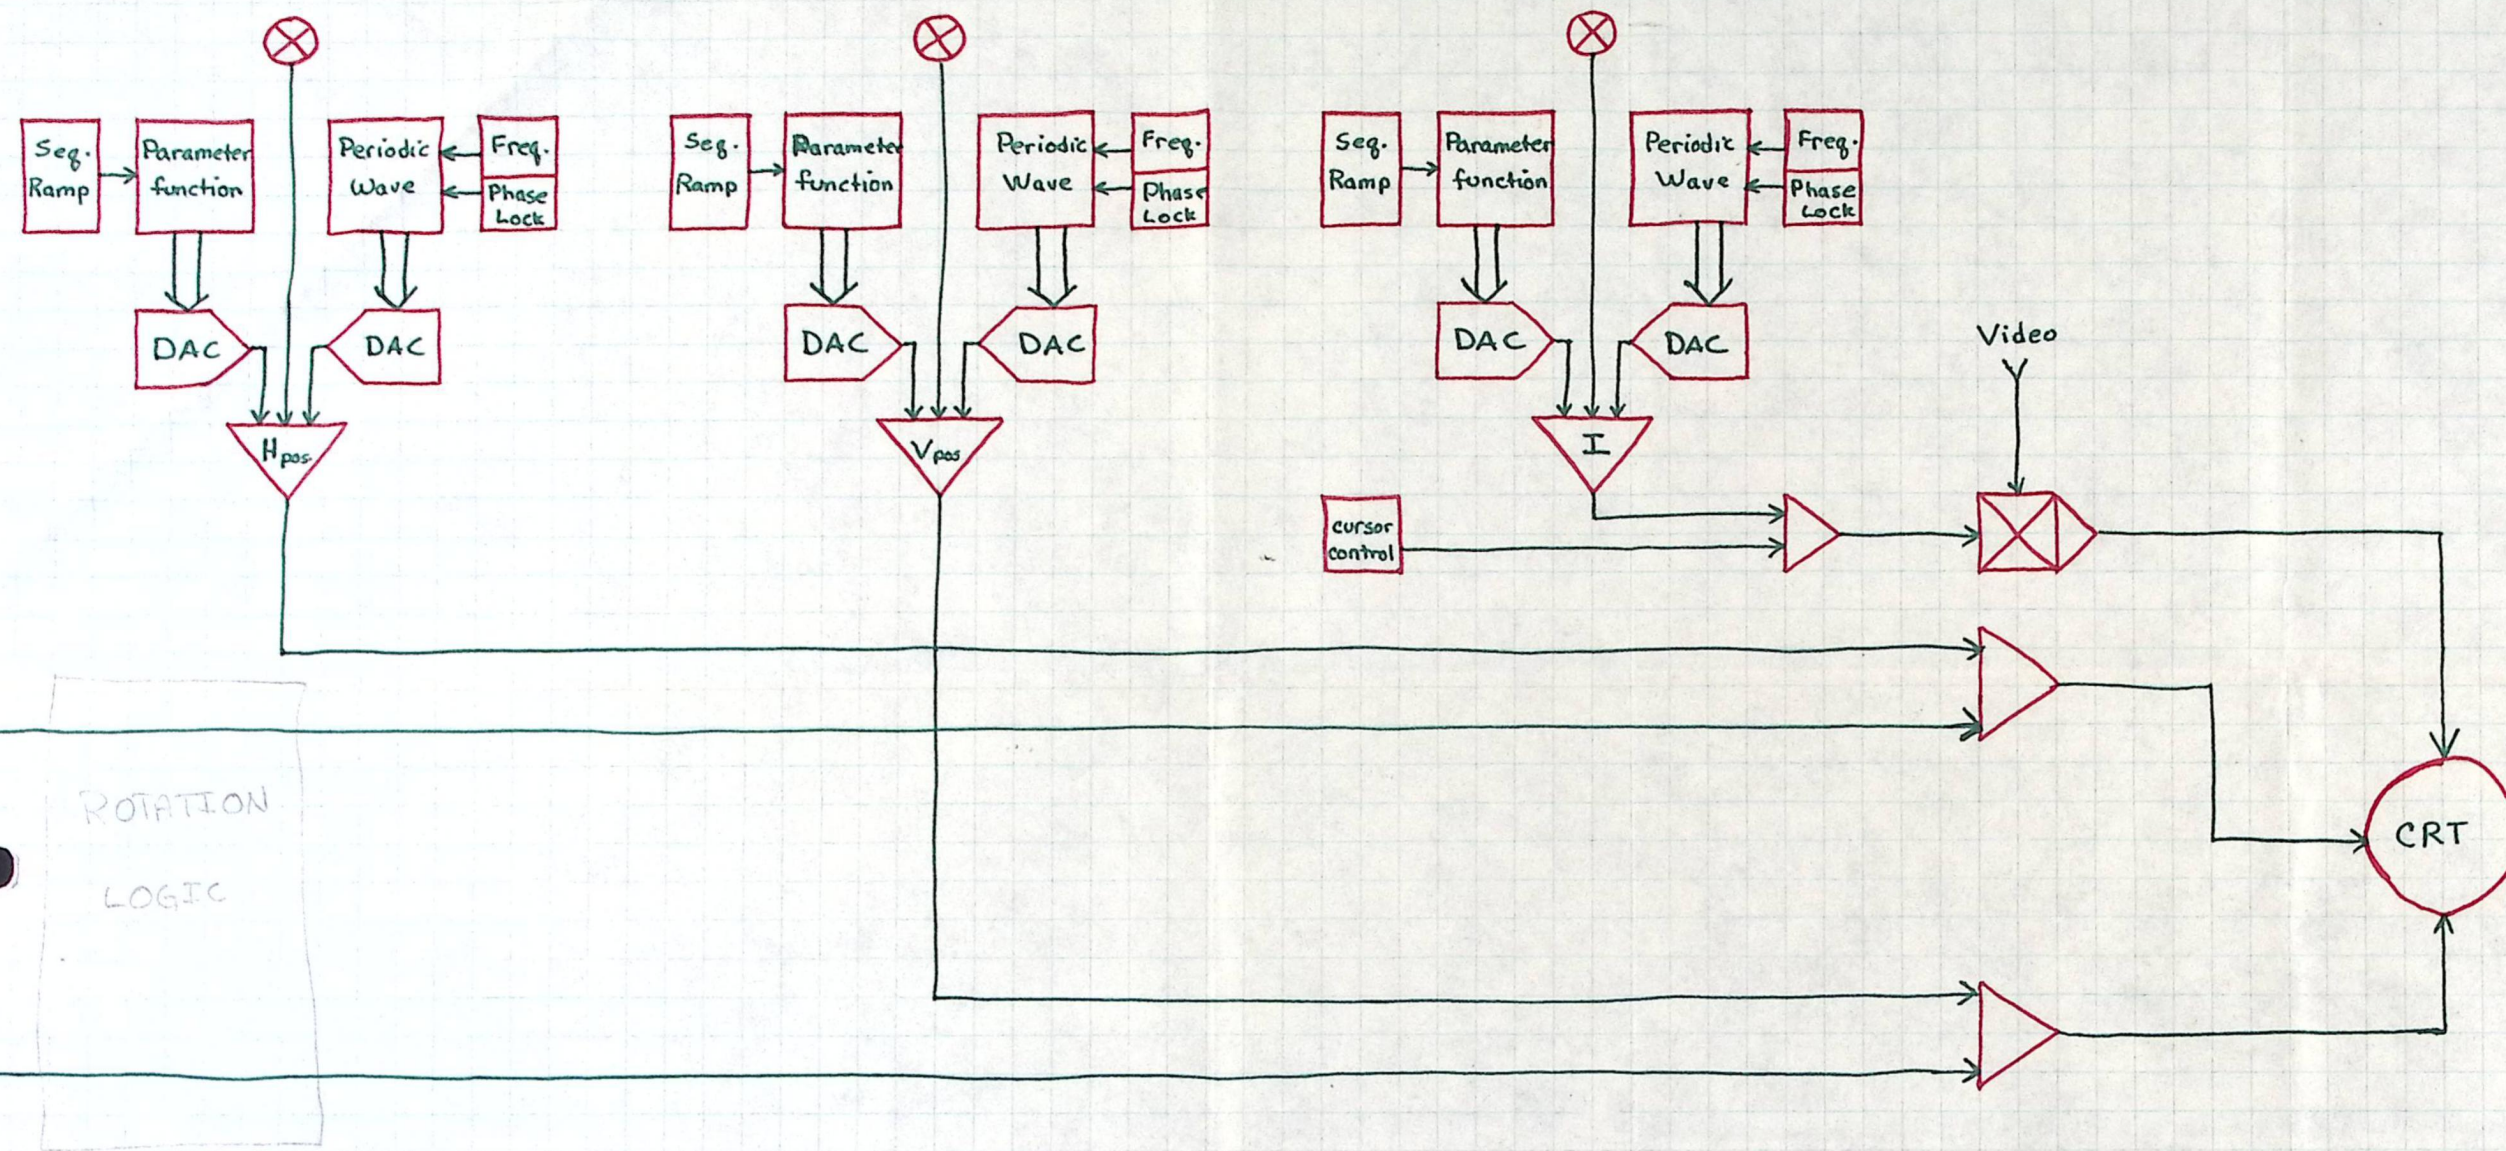 Seq.
Ramp
Parameter
function
Periodic
Wave
Freq.
Phase
Lock
Seq.
Ramp
Parameter
function
Periodic
Wave
Freq.
Phase
Lock
Seq.
Ramp
Parameter
function
Periodic
Wave
Freq.
Phase
Lock
DAC
DAC
DAC
DAC
DAC
DAC
Video
Hpos.
Vpos
I
cursor
control
ROTATION
LOGIC
CRT